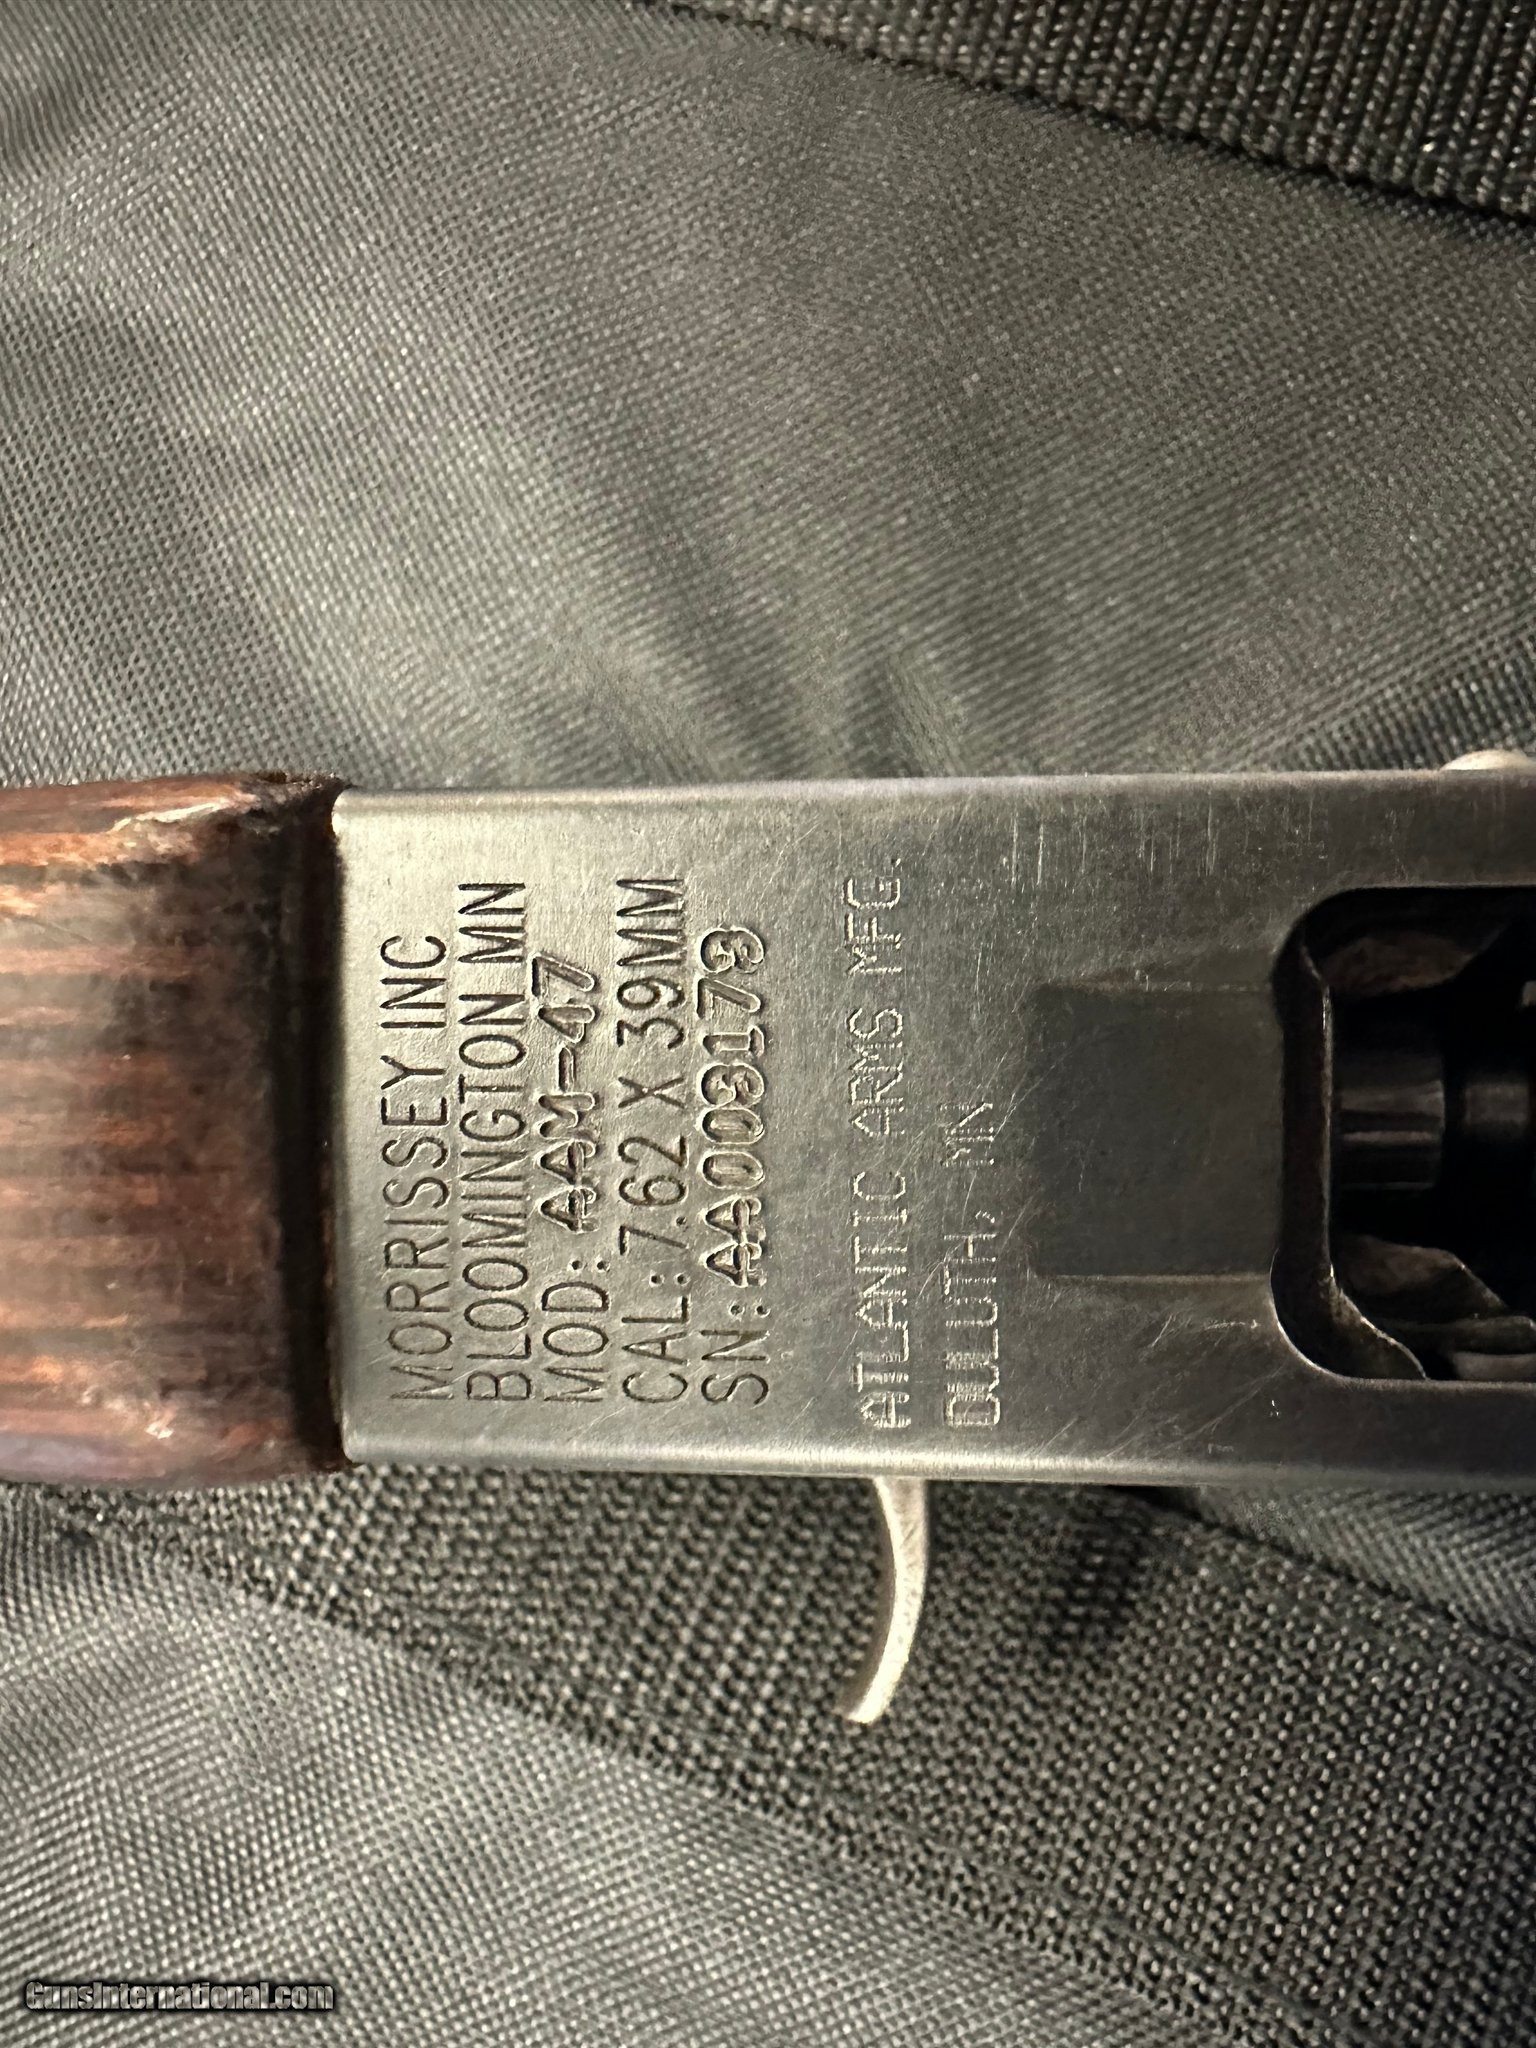 MORRISSEY INC
BLOOMINGTON MN
MOD: AAM-47
CAL: 7.62 X 39MM
SN: AA003173
ATLANTIC ARMS MFG.
DULUTH, MN
GunsInternational.com